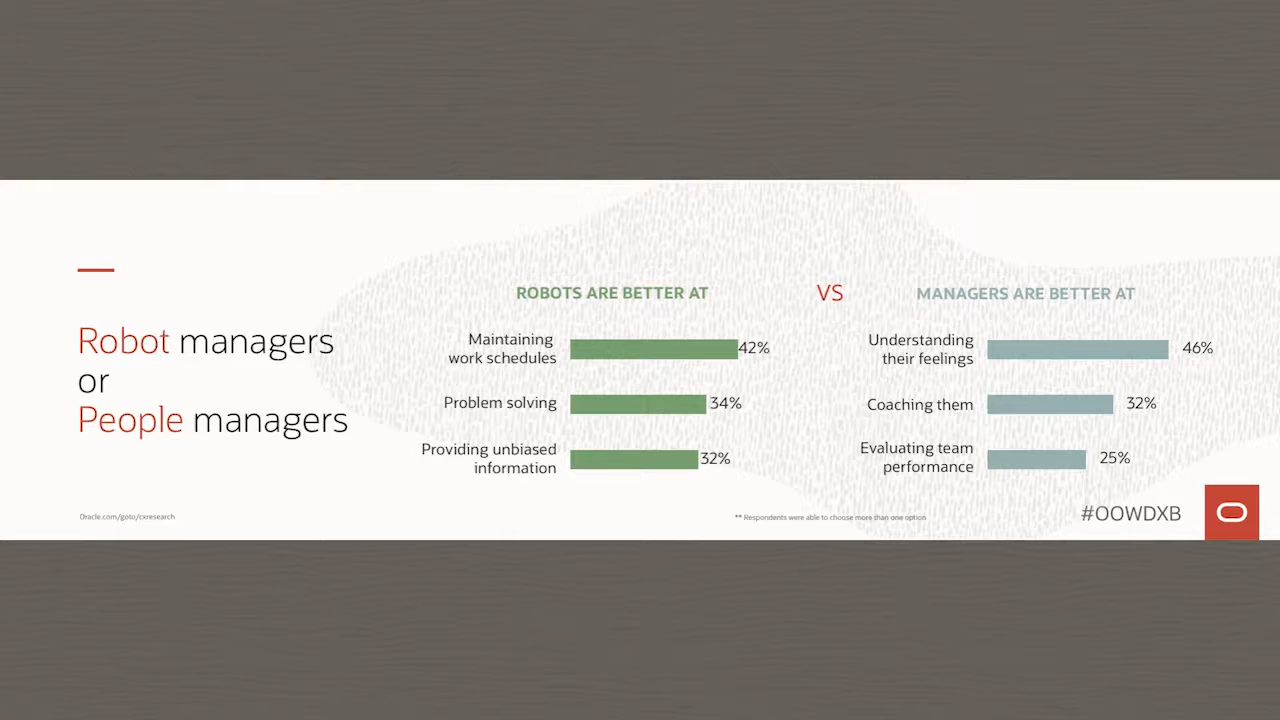 Robot managers
or
People managers
ROBOTS ARE BETTER AT
Maintaining
work schedules
42%
Problem solving
34%
Providing unbiased
information
32%
VS
MANAGERS ARE BETTER AT
Understanding
their feelings
46%
Coaching them
32%
Evaluating team
performance
25%
Oracle.com/goto/cxresearch
** Respondents were able to choose more than one option
#OOWDXB